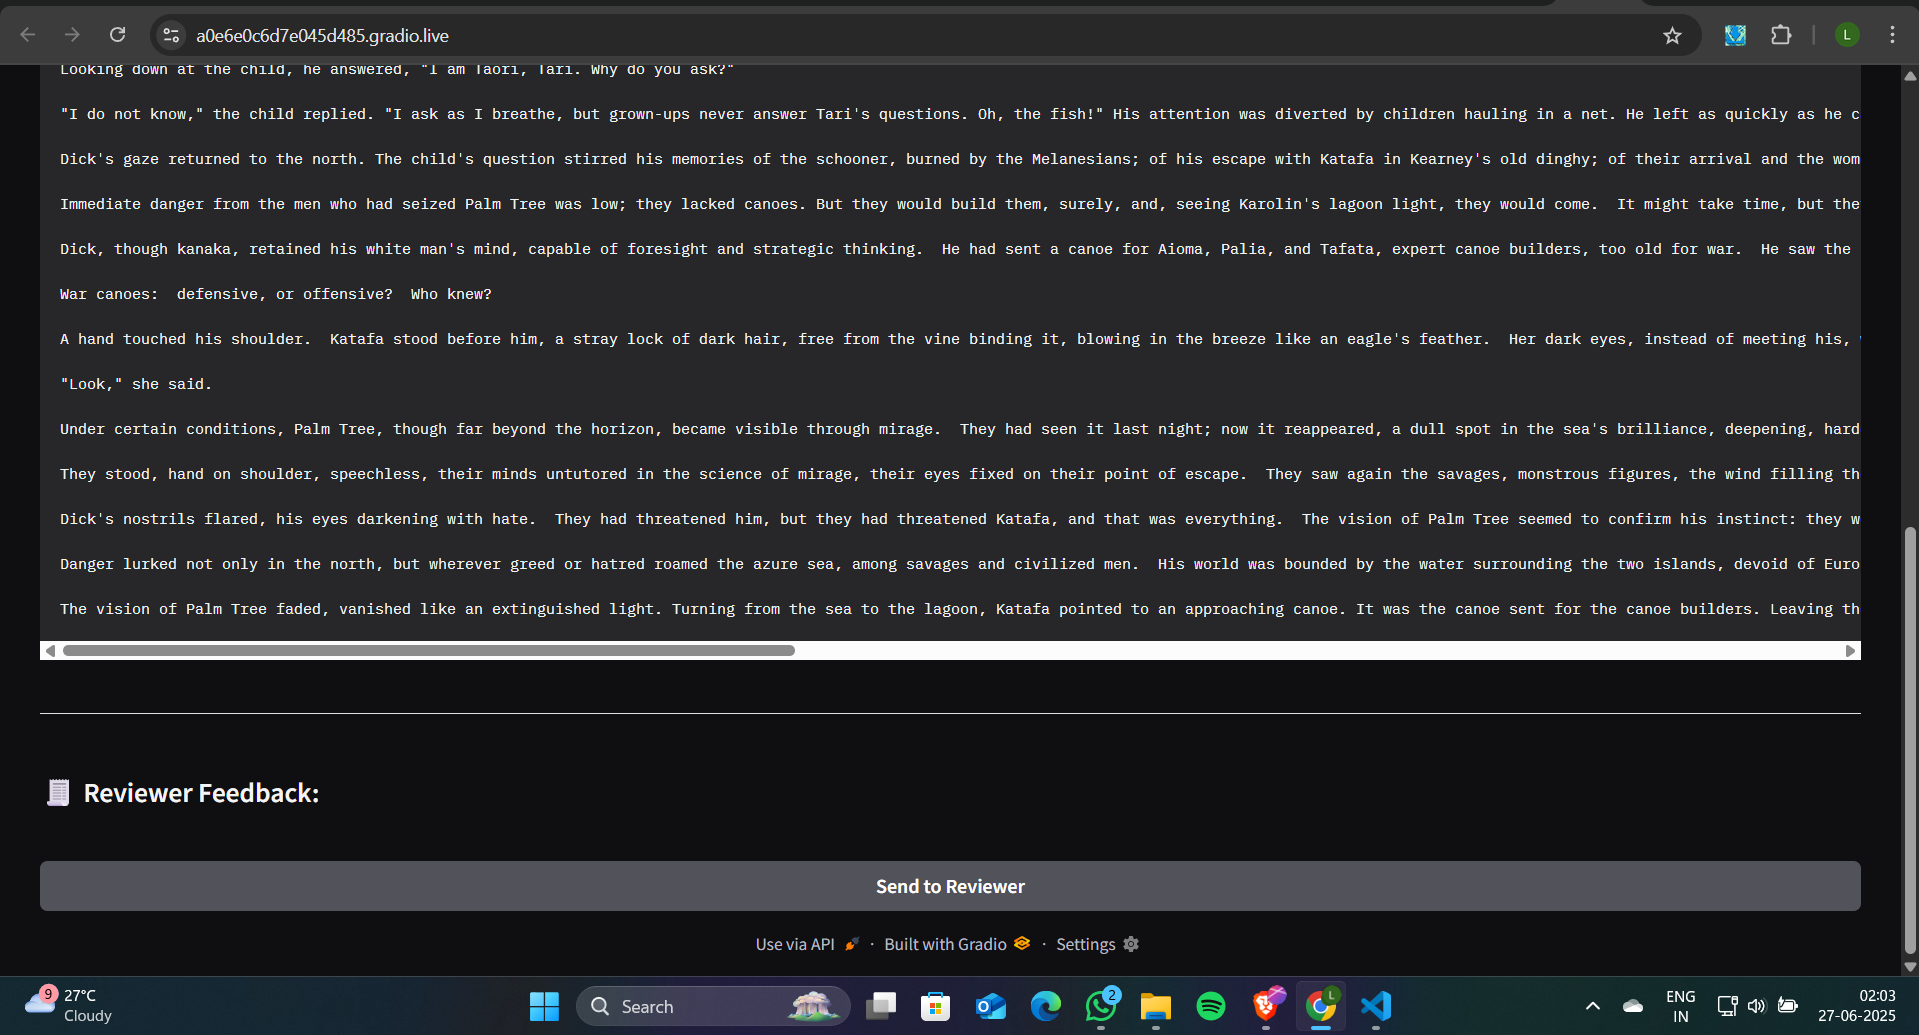 a0e6e0c6d7e045d485.gradio.live
L
Looking down at the child, he answered, "I am Taori, Tari. Why do you ask?"
"I do not know," the child replied. "I ask as I breathe, but grown-ups never answer Tari's questions. Oh, the fish!" His attention was diverted by children hauling in a net. He left as quickly as he c
Dick's gaze returned to the north. The child's question stirred his memories of the schooner, burned by the Melanesians; of his escape with Katafa in Kearney's old dinghy; of their arrival and the wom
Immediate danger from the men who had seized Palm Tree was low; they lacked canoes. But they would build them, surely, and, seeing Karolin's lagoon light, they would come.  It might take time, but the
Dick, though kanaka, retained his white man's mind, capable of foresight and strategic thinking.  He had sent a canoe for Aioma, Palia, and Tafata, expert canoe builders, too old for war.  He saw the
War canoes:  defensive, or offensive?  Who knew?
A hand touched his shoulder.  Katafa stood before him, a stray lock of dark hair, free from the vine binding it, blowing in the breeze like an eagle's feather.  Her dark eyes, instead of meeting his,
"Look," she said.
Under certain conditions, Palm Tree, though far beyond the horizon, became visible through mirage.  They had seen it last night; now it reappeared, a dull spot in the sea's brilliance, deepening, hard
They stood, hand on shoulder, speechless, their minds untutored in the science of mirage, their eyes fixed on their point of escape.  They saw again the savages, monstrous figures, the wind filling th
Dick's nostrils flared, his eyes darkening with hate.  They had threatened him, but they had threatened Katafa, and that was everything.  The vision of Palm Tree seemed to confirm his instinct: they w
Danger lurked not only in the north, but wherever greed or hatred roamed the azure sea, among savages and civilized men.  His world was bounded by the water surrounding the two islands, devoid of Euro
The vision of Palm Tree faded, vanished like an extinguished light. Turning from the sea to the lagoon, Katafa pointed to an approaching canoe. It was the canoe sent for the canoe builders. Leaving th
Reviewer Feedback:
Send to Reviewer
Use via API · Built with Gradio · Settings
9
27°C
Cloudy
Search
2
L
ENG
IN
02:03
27-06-2025